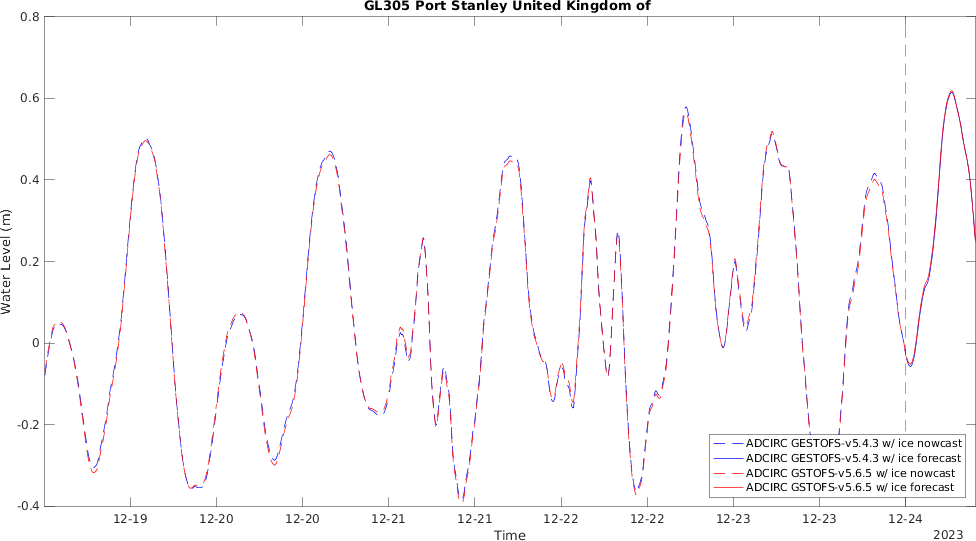 GL305 Port Stanley United Kingdom of
Water Level (m)
0.8
0.6
0.4
0.2
0
-0.2
-0.4
ADCIRC GESTOFS-v5.4.3 w/ ice nowcast
ADCIRC GESTOFS-v5.4.3 w/ ice forecast
ADCIRC GSTOFS-v5.6.5 w/ ice nowcast
ADCIRC GSTOFS-v5.6.5 w/ ice forecast
12-19 12-20 12-20 12-21 12-21 12-22 12-22 12-23 12-23 12-24
Time
2023